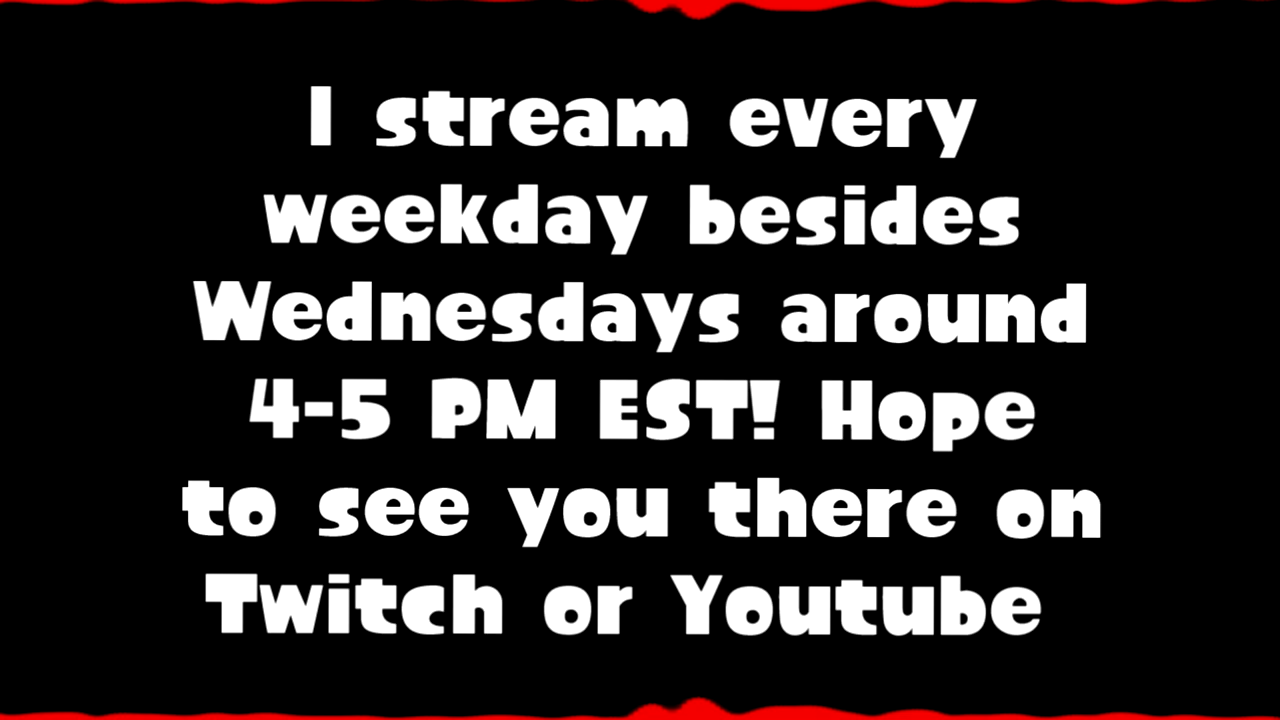 I stream every
weekday besides
Wednesdays around
4-5 PM EST! Hope
to see you there on
Twitch or Youtube